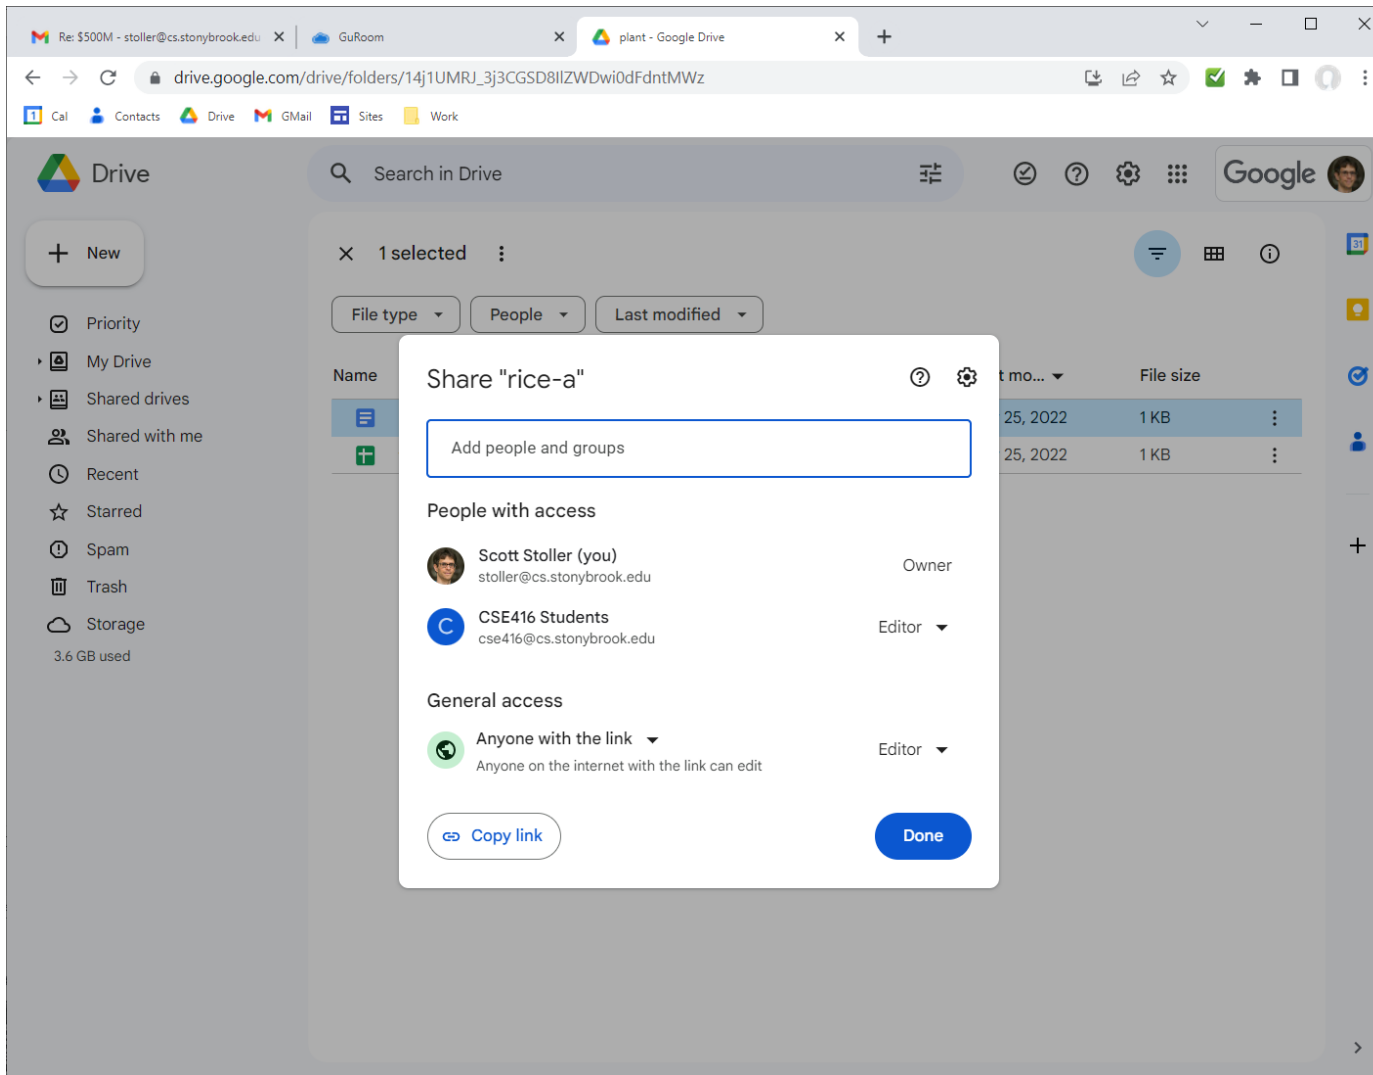 Re: $500M - stoller@cs.stonybrook.edu
GuRoom
plant - Google Drive
drive.google.com/drive/folders/14j1UMRJ_3j3CGSD8IlZWDwi0dFdntMWz
1 Cal
Contacts
Drive
GMail
Sites
Work
Drive
Search in Drive
Google
New
1 selected
31
File type
People
Last modified
Priority
My Drive
Shared drives
Shared with me
Recent
Starred
Spam
Trash
Storage
3.6 GB used
Name
t mo...
File size
25, 2022
1 KB
25, 2022
1 KB
Share "rice-a"
Add people and groups
People with access
Scott Stoller (you)
stoller@cs.stonybrook.edu
Owner
C
CSE416 Students
cse416@cs.stonybrook.edu
Editor
General access
Anyone with the link
Anyone on the internet with the link can edit
Editor
Copy link
Done